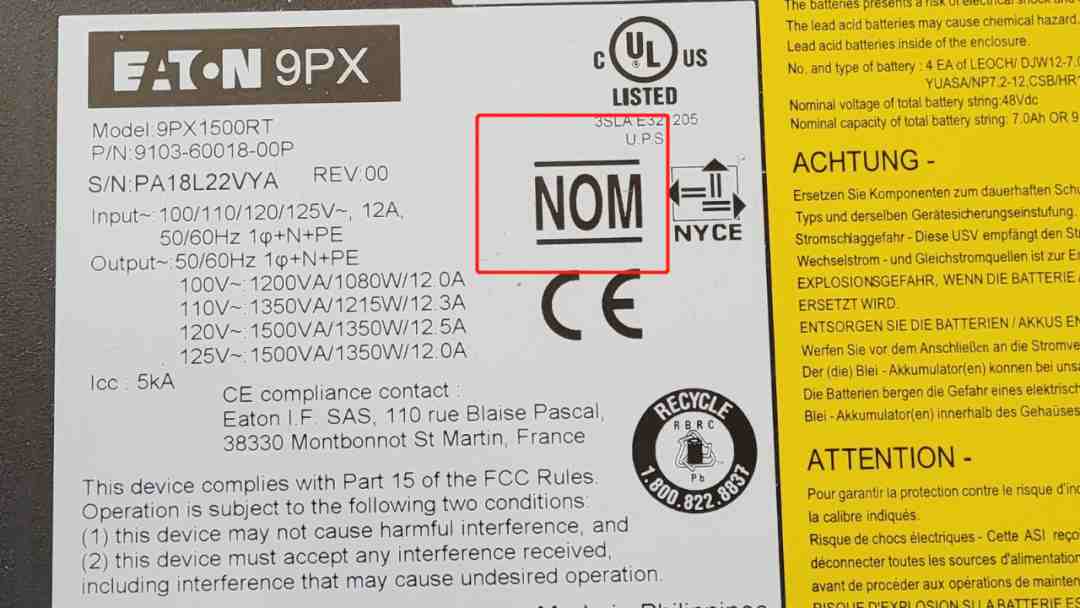 EATON 9PX
Model:9PX1500RT
P/N:9103-60018-00P
S/N:PA18L22VYA REV:00
Input~:100/110/120/125V~, 12A,
50/60Hz 1φ+N+PE
Output~:50/60Hz 1φ+N+PE
100V~:1200VA/1080W/12.0A
110V~:1350VA/1215W/12.3A
120V~:1500VA/1350W/12.5A
125V~:1500VA/1350W/12.0A
Icc : 5kA
CE compliance contact :
Eaton I.F. SAS, 110 rue Blaise Pascal,
38330 Montbonnot St Martin, France
This device complies with Part 15 of the FCC Rules.
Operation is subject to the following two conditions:
(1) this device may not cause harmful interference, and
(2) this device must accept any interference received,
including interference that may cause undesired operation.
Made in Philippines
C UL US
LISTED
3SLA
U.P.S
NOM
NYCE
CE
RECYCLE
RBRC
Pb
1.800.822.8837
The batteries presents a risk of electrical shock and
The lead acid batteries may cause chemical hazard.
Lead acid batteries inside of the enclosure.
No. and type of battery : 4 EA of LEOCH/ DJW12-7.0
YUASA/NP7.2-12,CSB/HR1
Nominal voltage of total battery string:48Vdc
Nominal capacity of total battery string: 7.0Ah OR 9
ACHTUNG -
Ersetzen Sie Komponenten zum dauerhaften
Typs und derselben Gerätesicherungseinstufung.
Stromschlaggefahr - Diese USV empfängt den
Wechselstrom - und Gleichstromquellen ist zur
EXPLOSIONSGEFAHR, WENN DIE BATTERIE
ERSETZT WIRD.
ENTSORGEN SIE DIE BATTERIEN / AKKUS
Werfen Sie vor dem Anschließen an die
Der (die) Blei - Akkumulator(en) konnen bei
Die Batterien bergen die Gefahr eines
Blei - Akkumulator(en) innerhalb des Gehäuses
ATTENTION -
Pour garantir la protection contre le risque
la calibre indiqués.
Risque de chocs électriques - Cette ASI
déconnecter toutes les sources d'alimentation
avant de procéder aux opérations de
RISQUE D'EXPLOSION SI LA BATTERIE